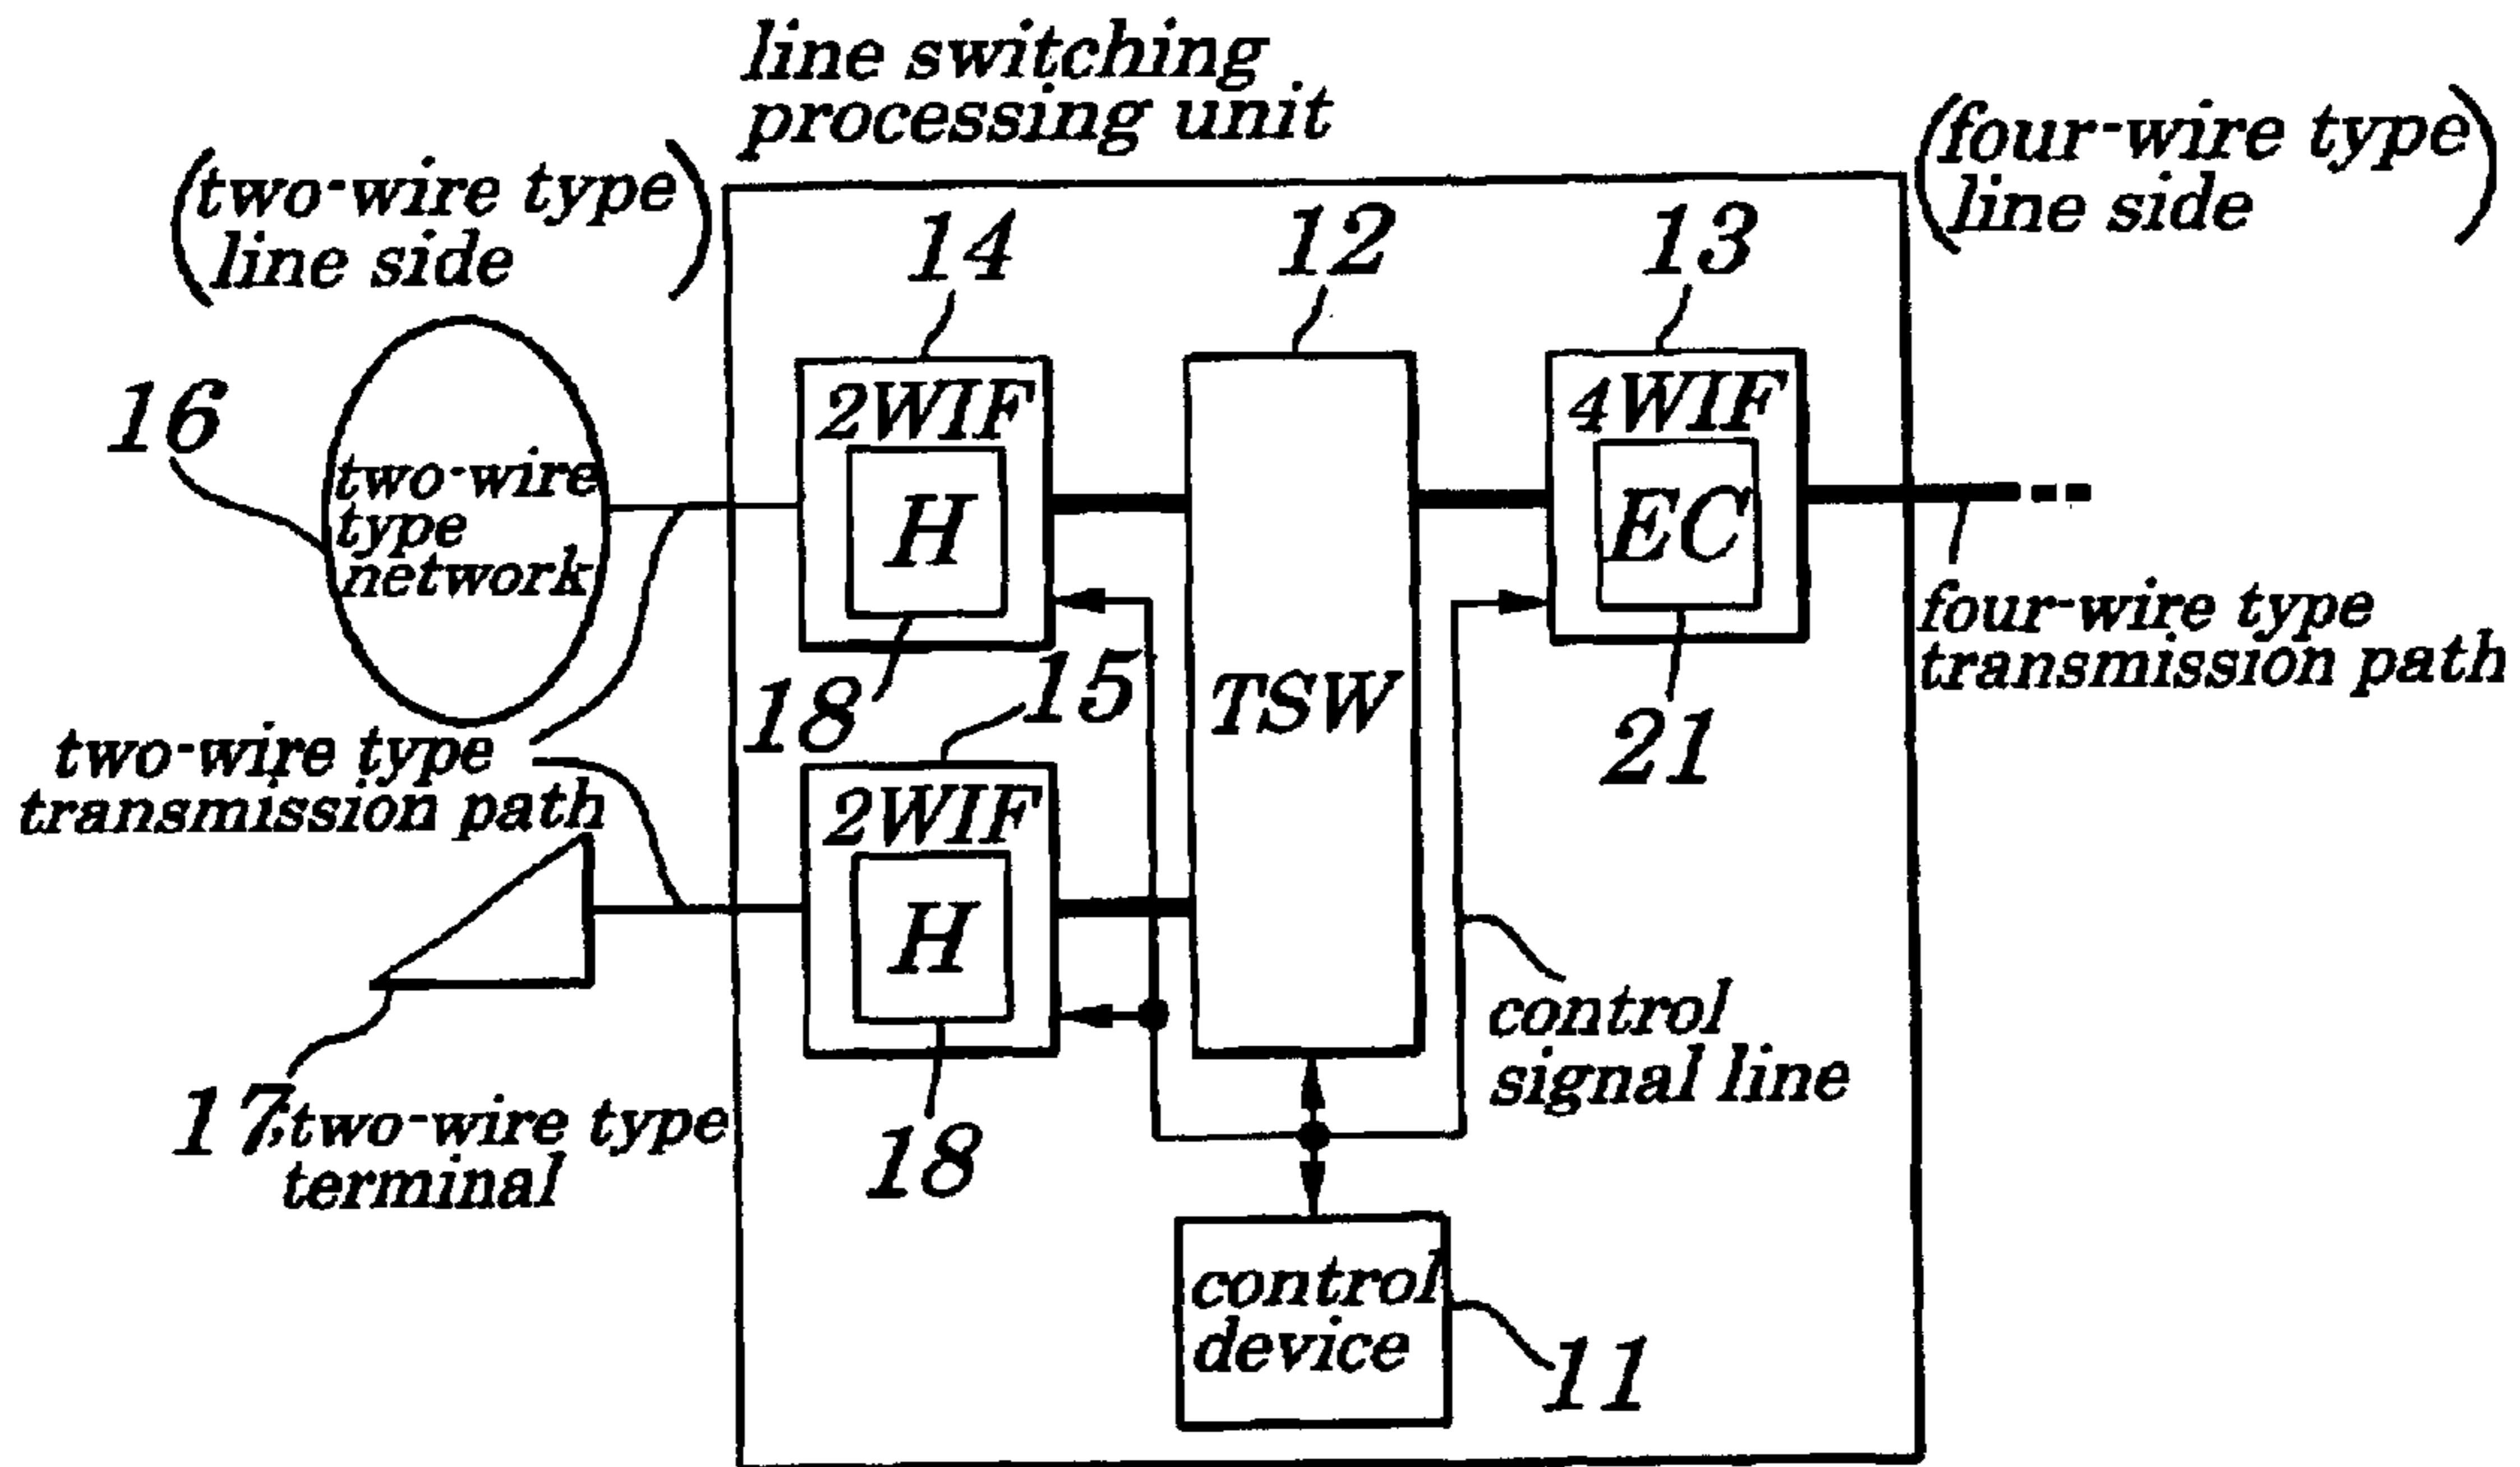 line switching
processing unit
(two-wire type
line side)
(four-wire type
line side)
14
12
13
16
2WIF
4WIF
two-wire
type
network
H
EC
four-wire type
transmission path
18
15
TSW
21
two-wire type
transmission path
2WIF
H
control
signal line
17
two-wire type
terminal
18
control
device
11